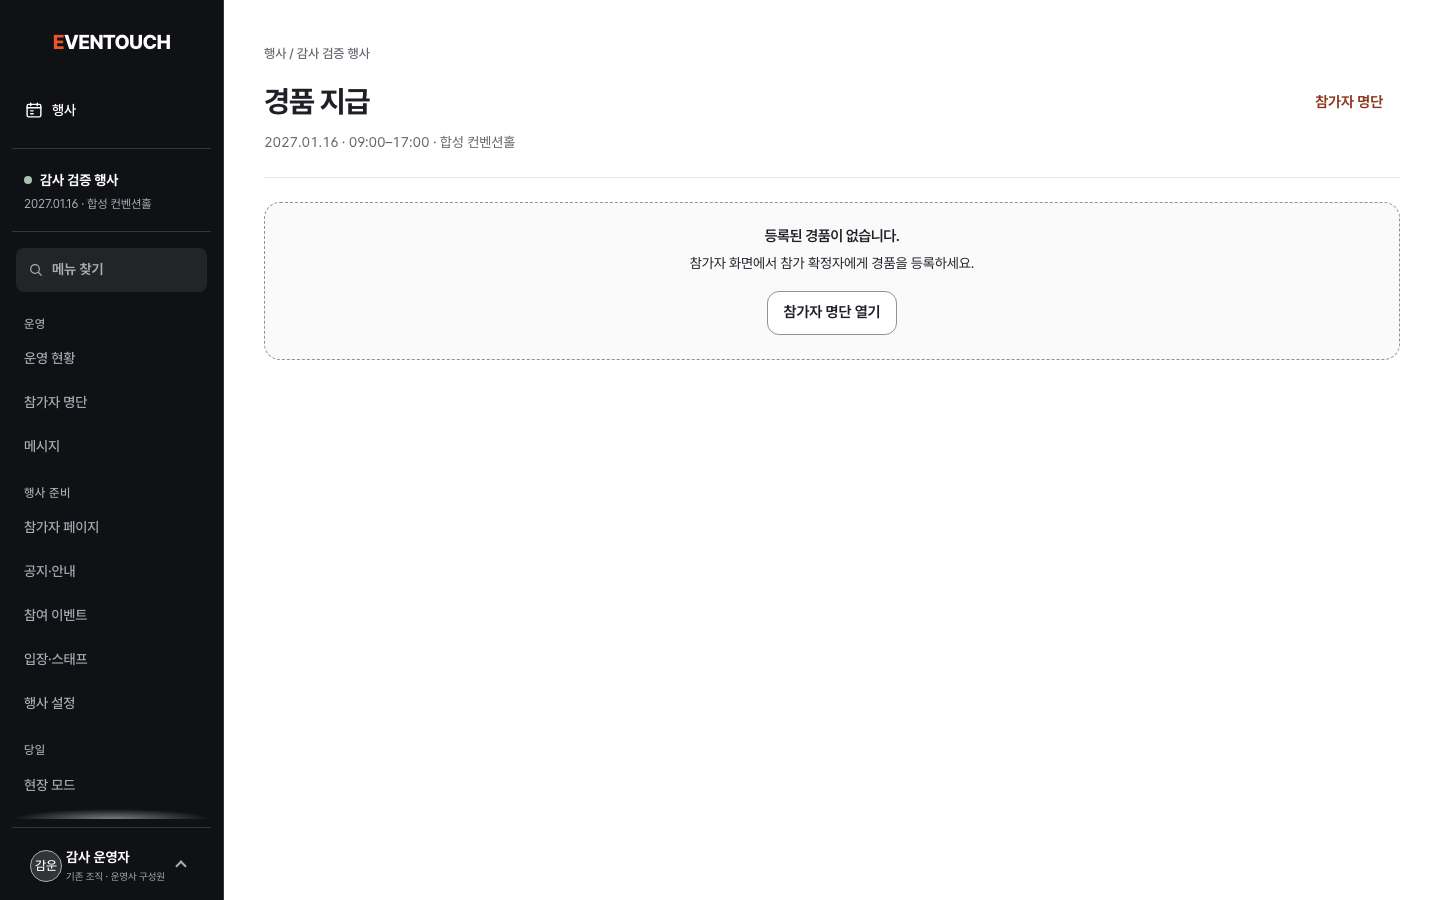 EVENTOUCH
행사
감사 검증 행사
2027.01.16 · 합성 컨벤션홀
메뉴 찾기
운영
운영 현황
참가자 명단
메시지
행사 준비
참가자 페이지
공지·안내
참여 이벤트
입장·스태프
행사 설정
당일
현장 모드
감운
감사 운영자
기존 조직 · 운영사 구성원
행사 / 감사 검증 행사
경품 지급
참가자 명단
2027.01.16 · 09:00–17:00 · 합성 컨벤션홀
등록된 경품이 없습니다.
참가자 화면에서 참가 확정자에게 경품을 등록하세요.
참가자 명단 열기